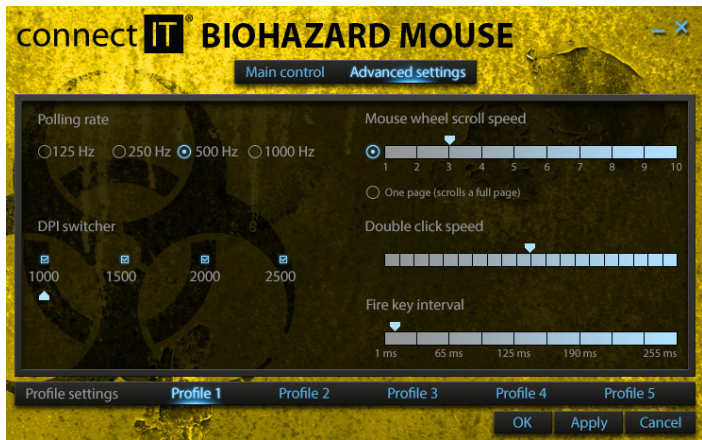 connect IT® BIOHAZARD MOUSE
Main control Advanced settings
Polling rate
125 Hz 250 Hz 500 Hz 1000 Hz
DPI switcher
1000 1500 2000 2500
Mouse wheel scroll speed
1 2 3 4 5 6 7 8 9 10
One page (scrolls a full page)
Double click speed
Fire key interval
1 ms 65 ms 125 ms 190 ms 255 ms
Profile settings Profile 1 Profile 2 Profile 3 Profile 4 Profile 5
OK Apply Cancel